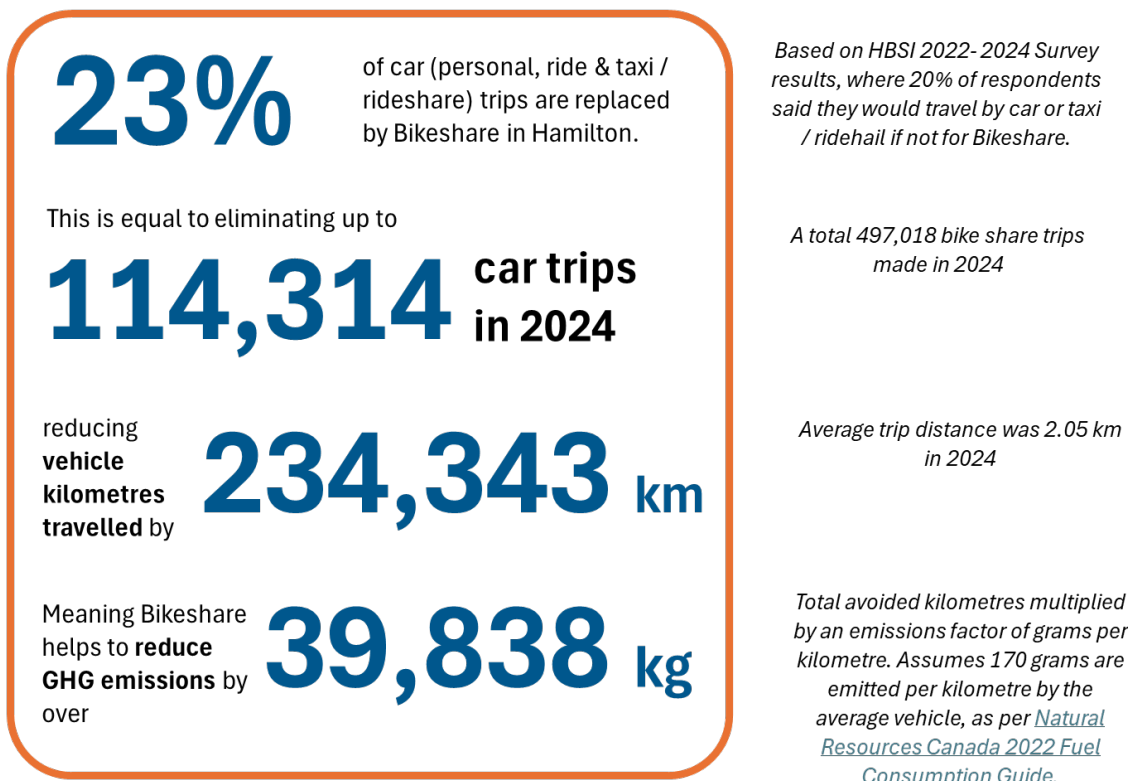 23%
of car (personal, ride & taxi /
rideshare) trips are replaced
by Bikeshare in Hamilton.
Based on HBSI 2022- 2024 Survey
results, where 20% of respondents
said they would travel by car or taxi
/ ridehail if not for Bikeshare.
This is equal to eliminating up to
114,314
car trips
in 2024
A total 497,018 bike share trips
made in 2024
reducing
vehicle
kilometres
travelled by
234,343 km
Average trip distance was 2.05 km
in 2024
Meaning Bikeshare
helps to reduce
GHG emissions by
over
39,838 kg
Total avoided kilometres multiplied
by an emissions factor of grams per
kilometre. Assumes 170 grams are
emitted per kilometre by the
average vehicle, as per Natural
Resources Canada 2022 Fuel
Consumption Guide.